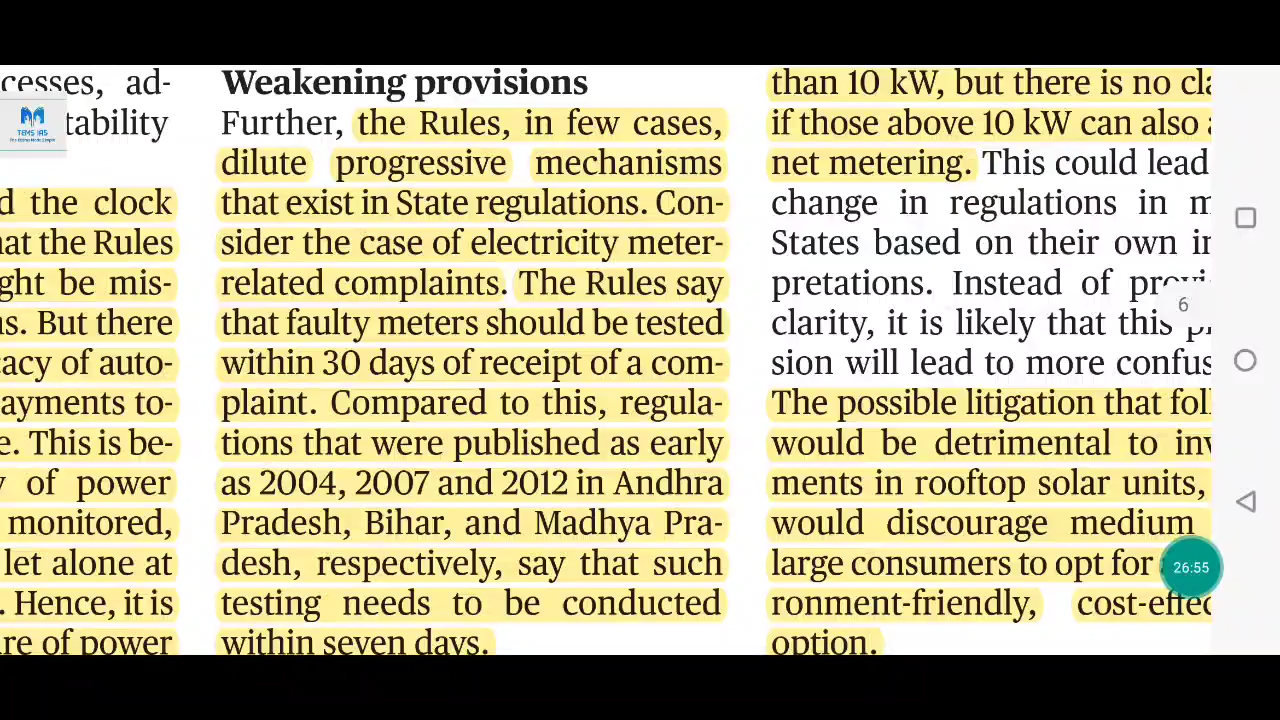 cesses, ad-
tability
d the clock
at the Rules
ght be mis-
s. But there
acy of auto-
ayments to-
e. This is be-
y of power
monitored,
let alone at
. Hence, it is
re of power
Weakening provisions
Further, the Rules, in few cases,
dilute progressive mechanisms
that exist in State regulations. Con-
sider the case of electricity meter-
related complaints. The Rules say
that faulty meters should be tested
within 30 days of receipt of a com-
plaint. Compared to this, regula-
tions that were published as early
as 2004, 2007 and 2012 in Andhra
Pradesh, Bihar, and Madhya Pra-
desh, respectively, say that such
testing needs to be conducted
within seven days.
than 10 kW, but there is no cla
if those above 10 kW can also
net metering. This could lead
change in regulations in m
States based on their own in
pretations. Instead of provi
clarity, it is likely that this
sion will lead to more confus
The possible litigation that fol
would be detrimental to inv
ments in rooftop solar units,
would discourage medium
large consumers to opt for
ronment-friendly, cost-effec
option.
TEMS IAS
6
26:55